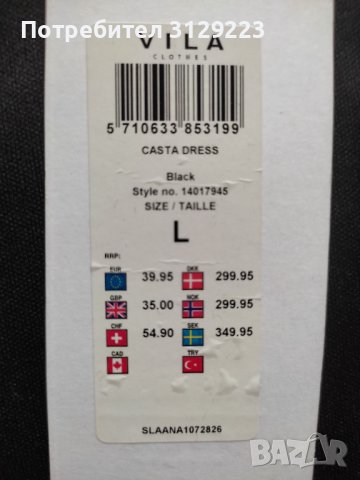 Потребител 3129223
VILA
CLOTHES
5 710633 853199
CASTA DRESS
Black
Style no. 14017945
SIZE / TAILLE
L
RRP:
EUR 39.95 DKK 299.95
GBP 35.00 NOK 299.95
CHF 54.90 SEK 349.95
CAD TRY
SLAANA1072826
BAZAR